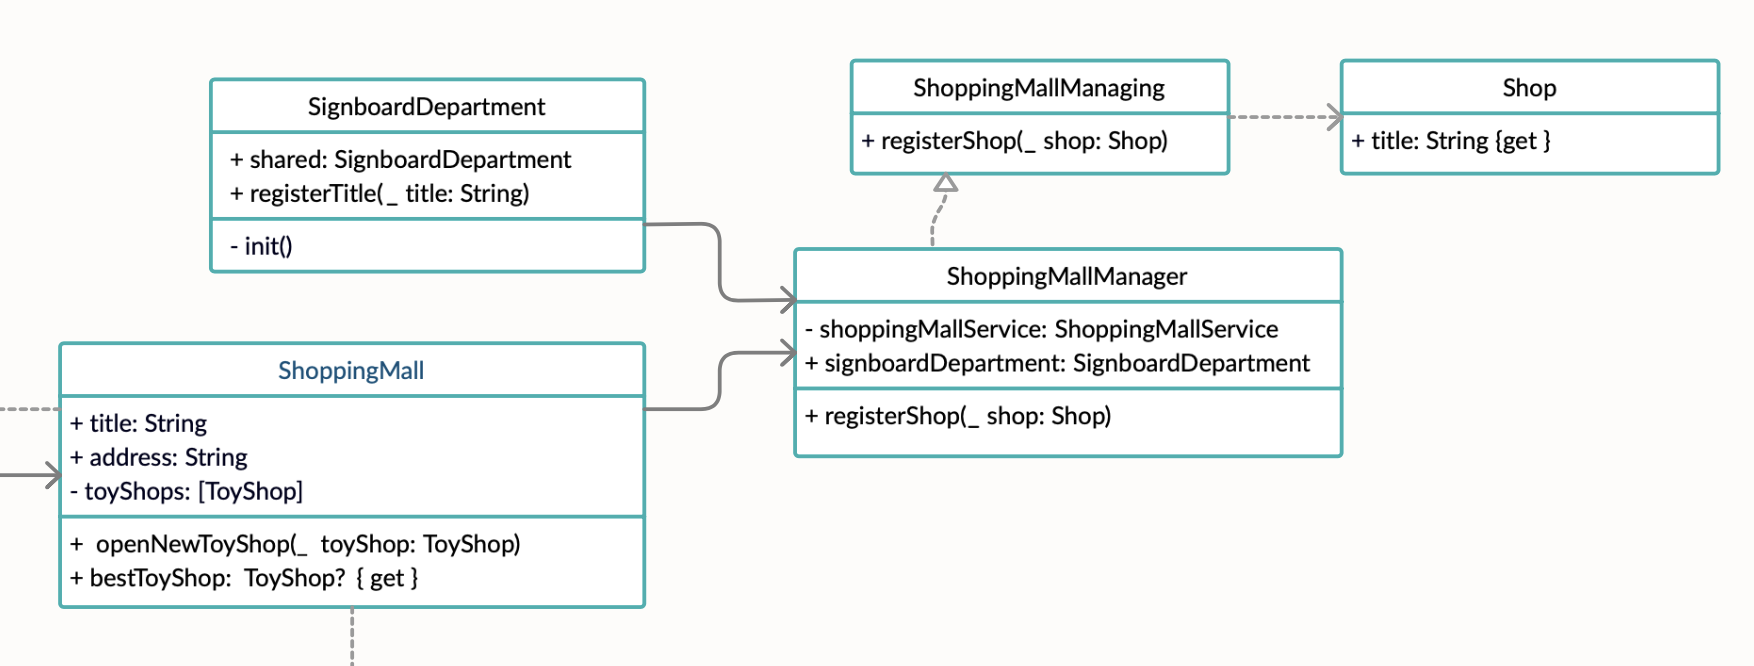 SignboardDepartment
+ shared: SignboardDepartment
+ registerTitle(_ title: String)
- init()
ShoppingMallManaging
+ registerShop(_ shop: Shop)
Shop
+ title: String {get }
ShoppingMallManager
- shoppingMallService: ShoppingMallService
+ signboardDepartment: SignboardDepartment
+ registerShop(_ shop: Shop)
ShoppingMall
+ title: String
+ address: String
- toyShops: [ToyShop]
+ openNewToyShop(_ toyShop: ToyShop)
+ bestToyShop: ToyShop? { get }